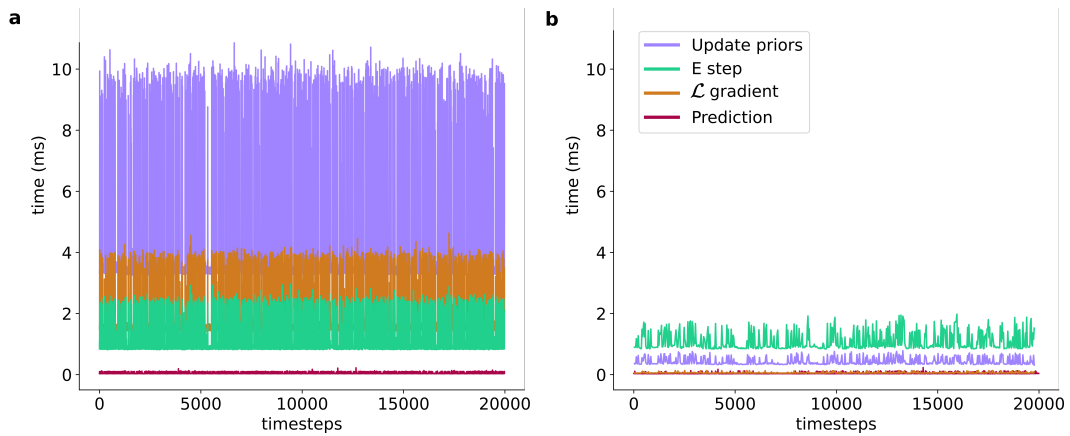 a
time (ms)
10
8
6
4
2
0
0
5000
10000
15000
20000
timesteps
b
time (ms)
10
8
6
4
2
0
Update priors
E step
ℒ gradient
Prediction
0
5000
10000
15000
20000
timesteps